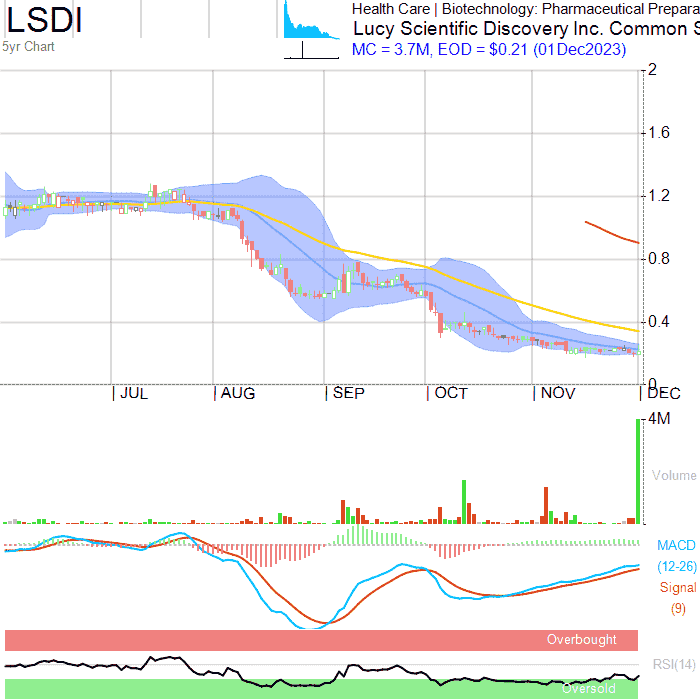 LSDI
5yr Chart
Health Care | Biotechnology: Pharmaceutical Prepara
Lucy Scientific Discovery Inc. Common S
MC = 3.7M, EOD = $0.21 (01Dec2023)
2
1.6
1.2
0.8
0.4
0
JUL AUG SEP OCT NOV DEC
4M
Volume
MACD
(12-26)
Signal
(9)
Overbought
RSI(14)
Oversold